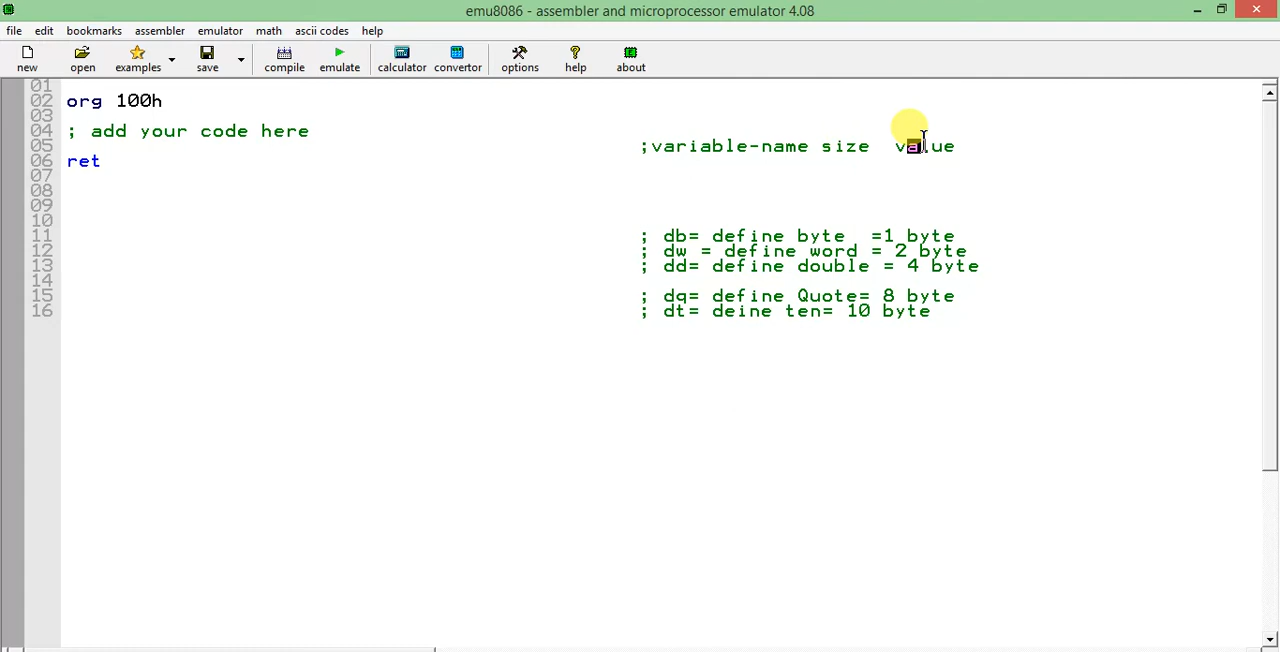 emu8086 - assembler and microprocessor emulator 4.08
file edit bookmarks assembler emulator math ascii codes help
new open examples save compile emulate calculator convertor options help about
01
02 org 100h
03
04 ; add your code here
05 ;variable-name size value
06 ret
07
08
09
10
11 ; db= define byte =1 byte
12 ; dw = define word = 2 byte
13 ; dd= define double = 4 byte
14
15 ; dq= define Quote= 8 byte
16 ; dt= deine ten= 10 byte